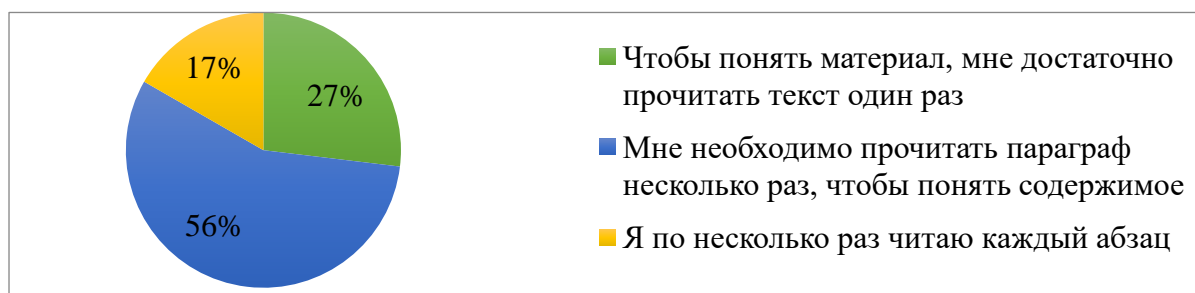 17%
27%
56%
Чтобы понять материал, мне достаточно
прочитать текст один раз
Мне необходимо прочитать параграф
несколько раз, чтобы понять содержимое
Я по несколько раз читаю каждый абзац